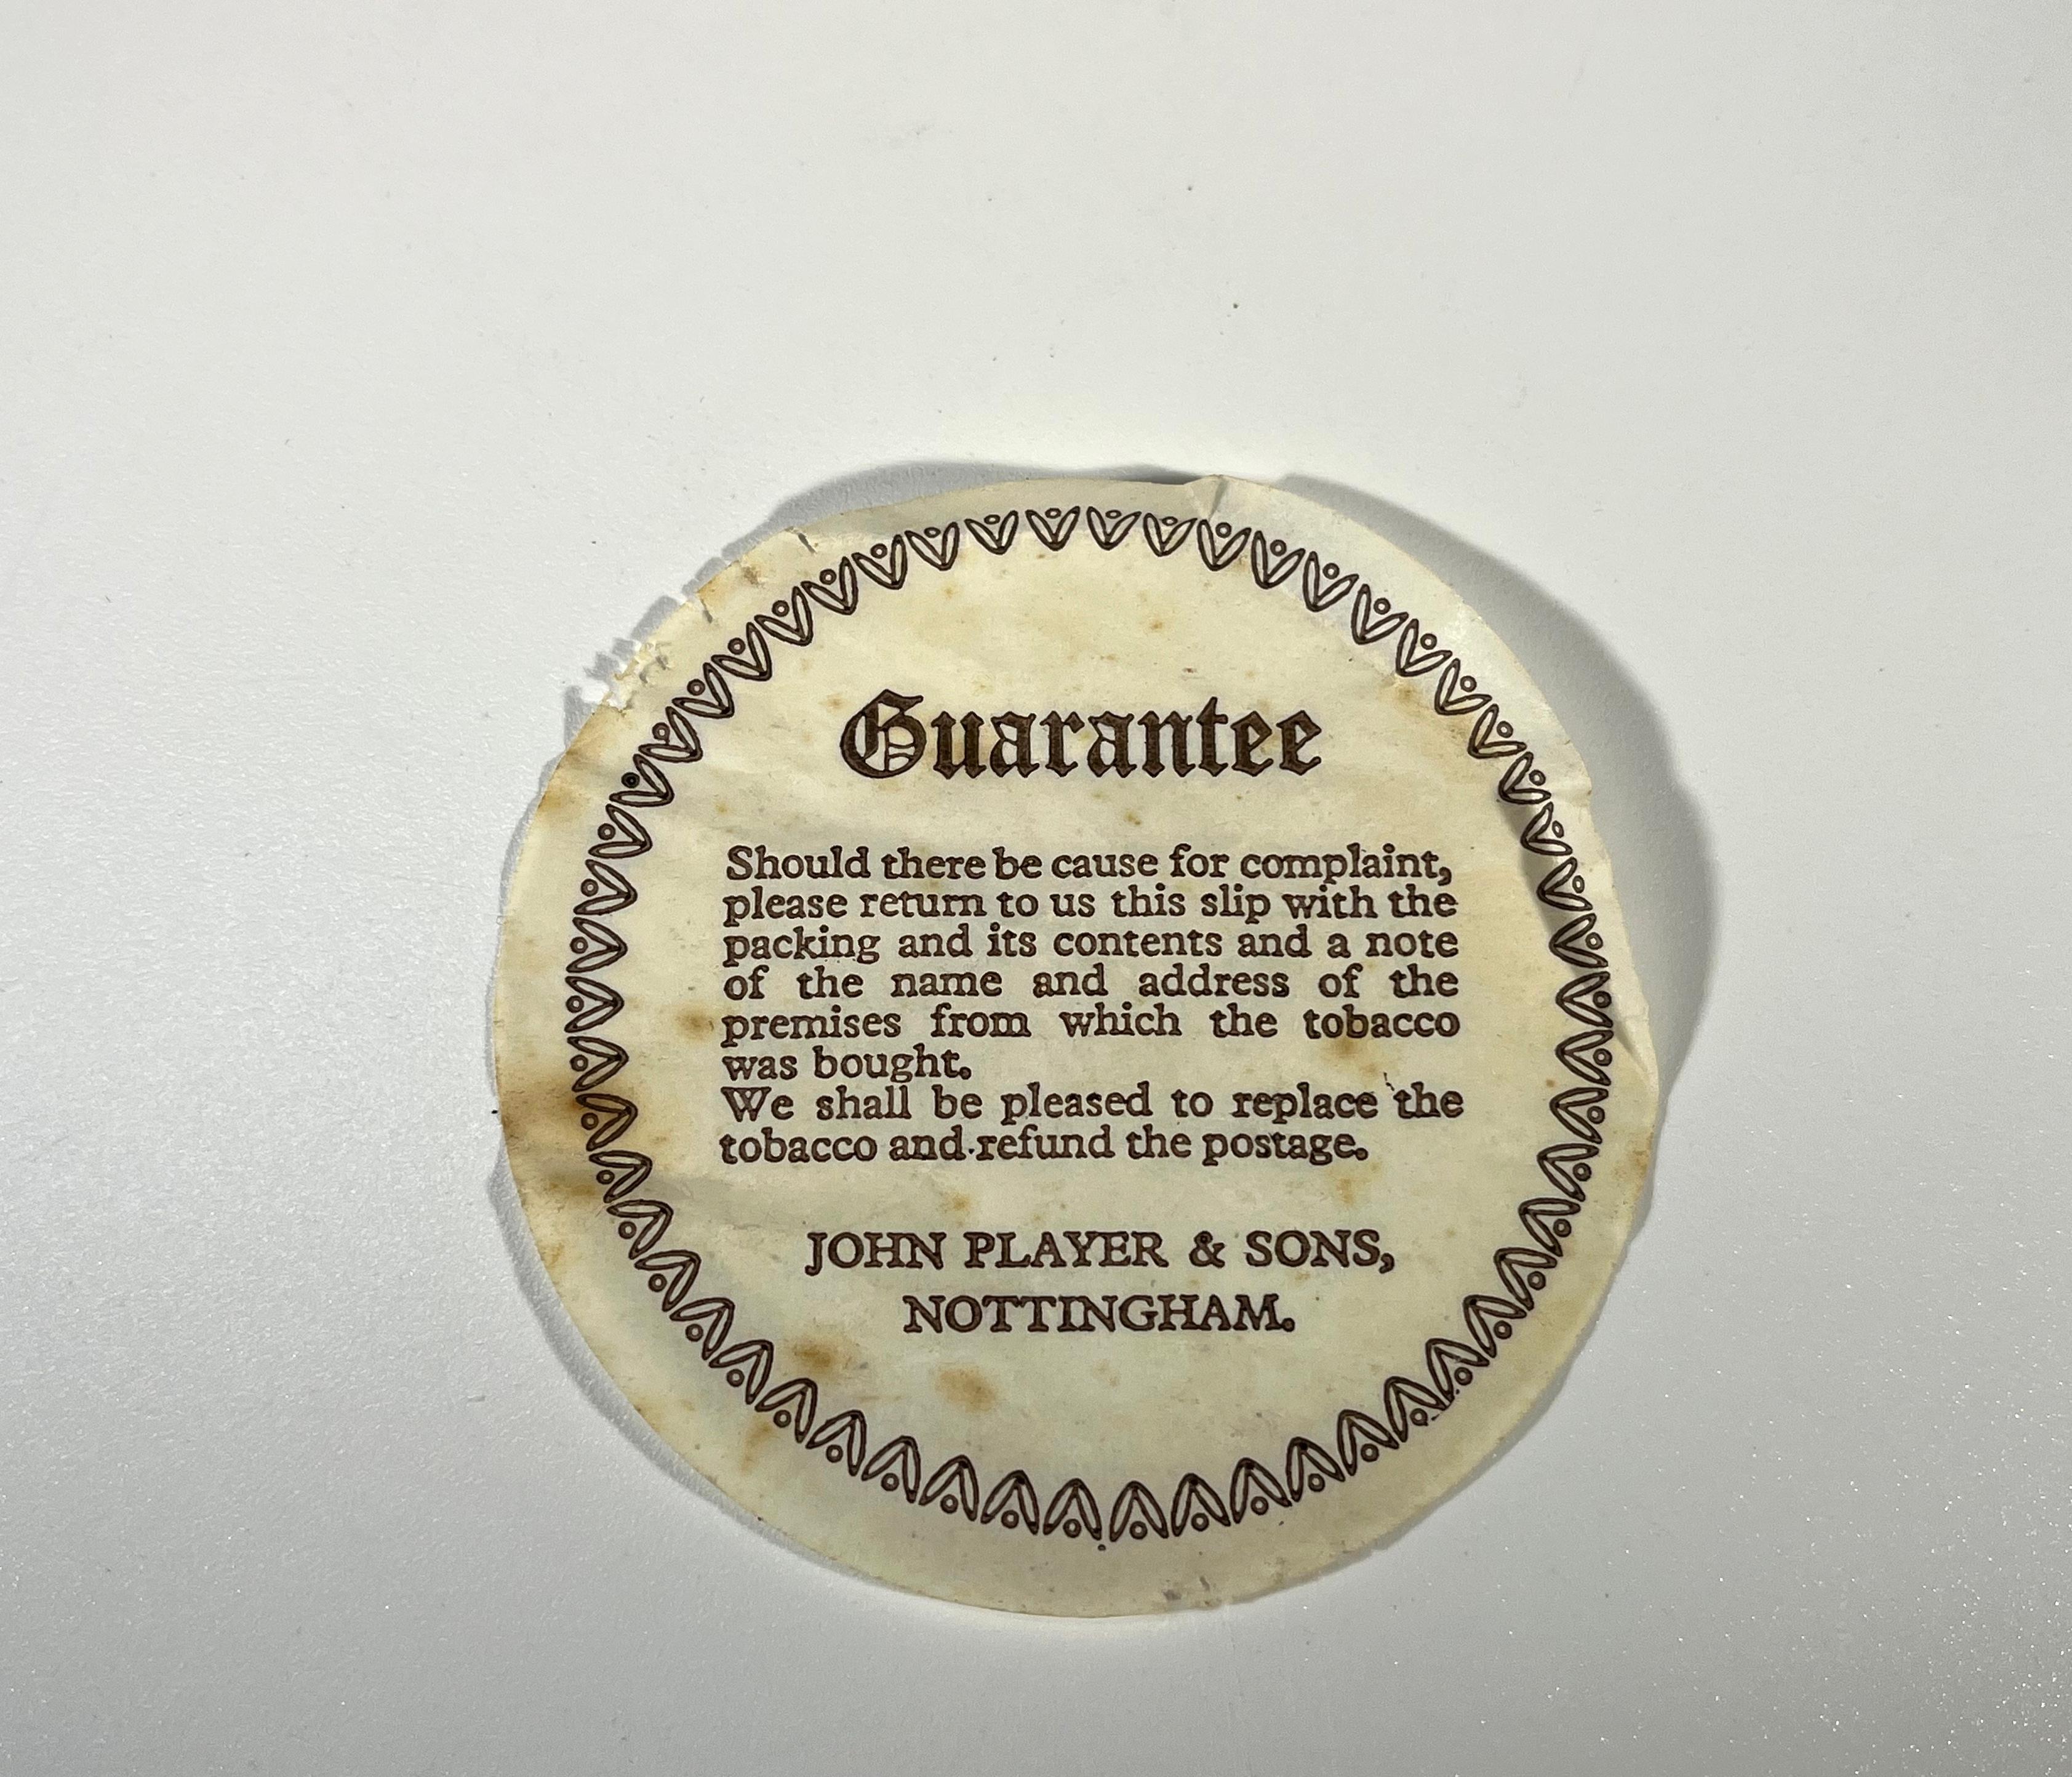 Guarantee
Should there be cause for complaint,
please return to us this slip with the
packing and its contents and a note
of the name and address of the
premises from which the tobacco
was bought.
We shall be pleased to replace the
tobacco and refund the postage.
JOHN PLAYER & SONS,
NOTTINGHAM.